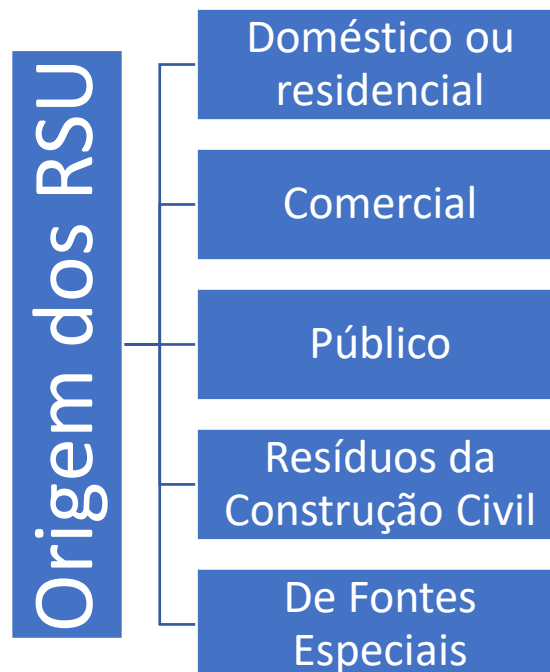 Origem dos RSU
Doméstico ou
residencial
Comercial
Público
Resíduos da
Construção Civil
De Fontes
Especiais